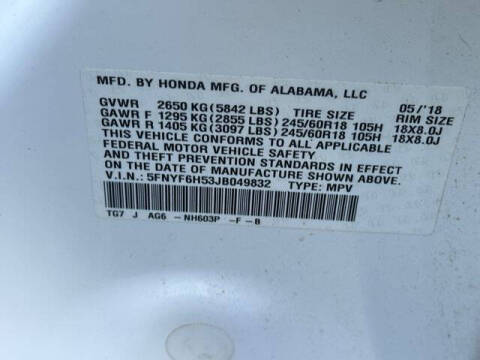 MFD. BY HONDA MFG. OF ALABAMA, LLC
GVWR 2650 KG (5842 LBS) TIRE SIZE 05/'18 RIM SIZE
GAWR F 1295 KG (2855 LBS) 245/60R18 105H 18X8.0J
GAWR R 1405 KG (3097 LBS) 245/60R18 105H 18X8.0J
THIS VEHICLE CONFORMS TO ALL APPLICABLE
FEDERAL MOTOR VEHICLE SAFETY
AND THEFT PREVENTION STANDARDS IN EFFECT
ON THE DATE OF MANUFACTURE SHOWN ABOVE.
V.I.N.: 5FNYF6H53JB049832 TYPE: MPV
TG7 J AG6 -NH603P -F-B